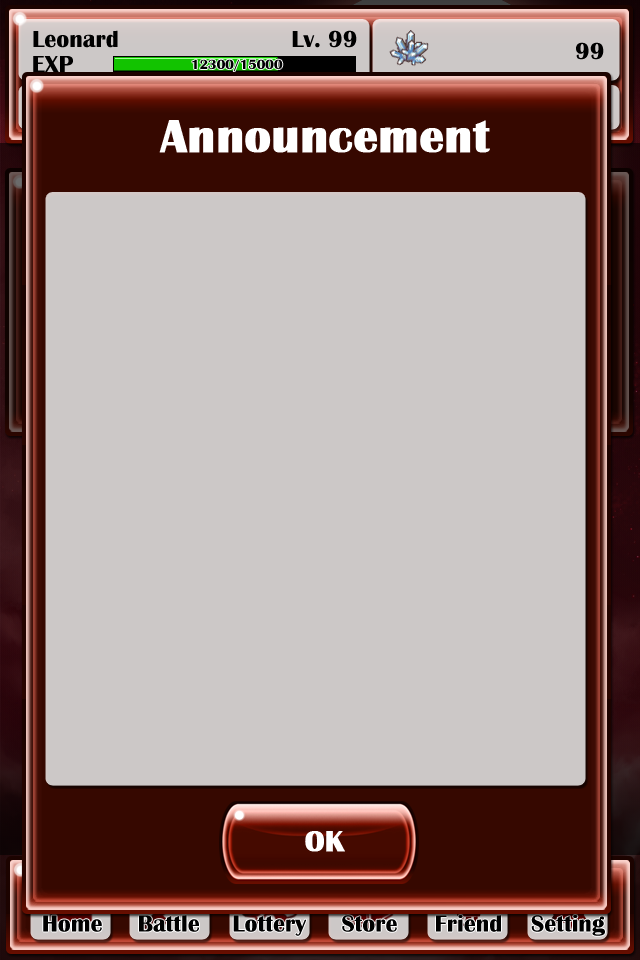 Leonard Lv. 99
99
EXP 12300/15000
Announcement
OK
Home Battle Lottery Store Friend Setting